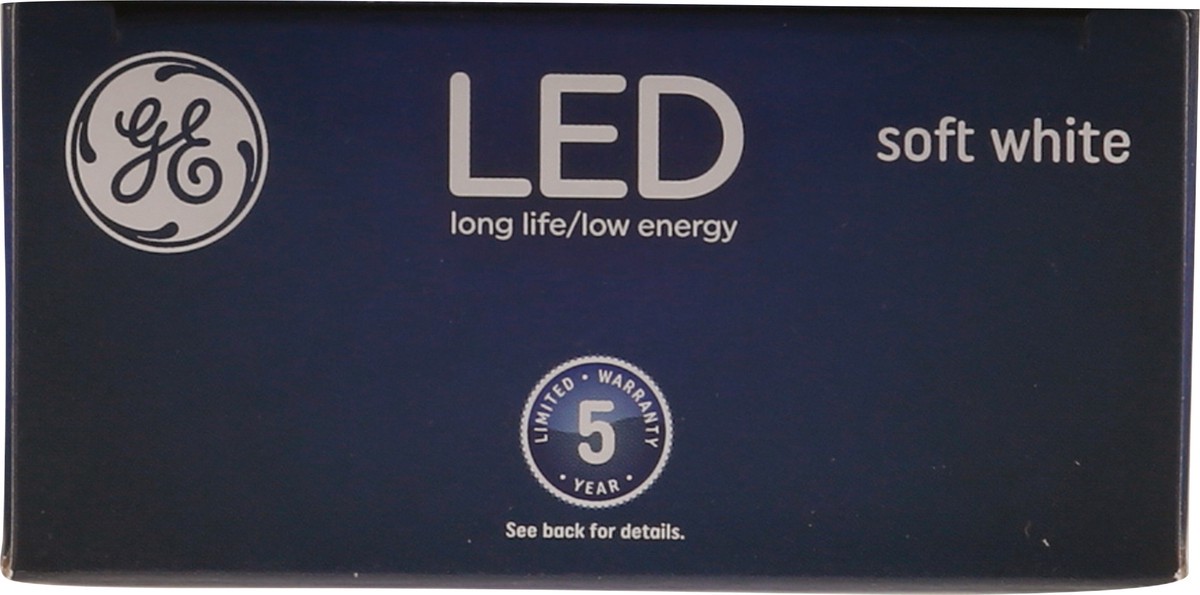 GE
LED
long life/low energy
soft white
LIMITED • WARRANTY
5
• YEAR •
See back for details.